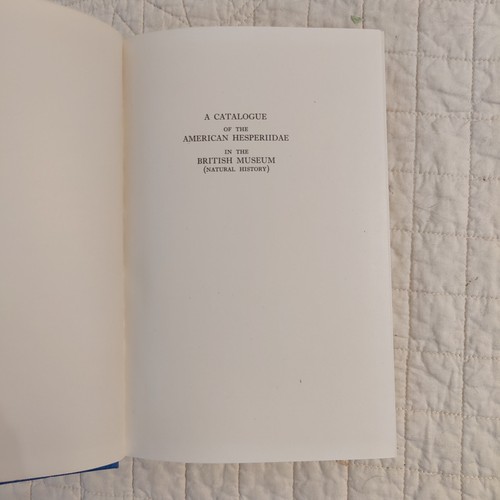 A CATALOGUE
OF THE
AMERICAN HESPERIIDAE
IN THE
BRITISH MUSEUM
(NATURAL HISTORY)